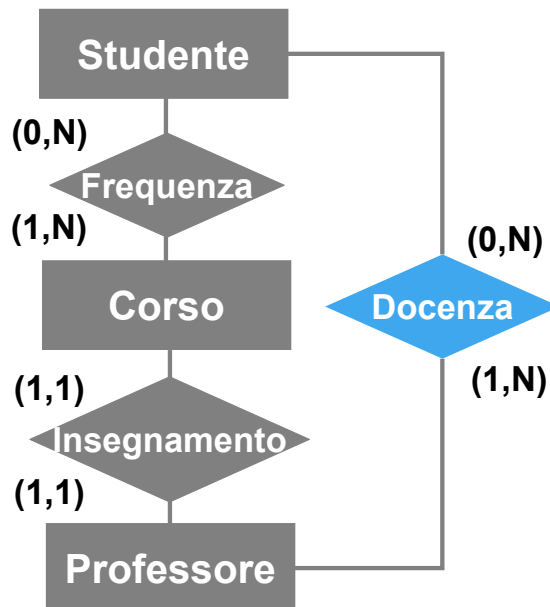 Studente
(0,N)
Frequenza
(1,N)
Corso
(0,N)
Docenza
(1,N)
(1,1)
Insegnamento
(1,1)
Professore